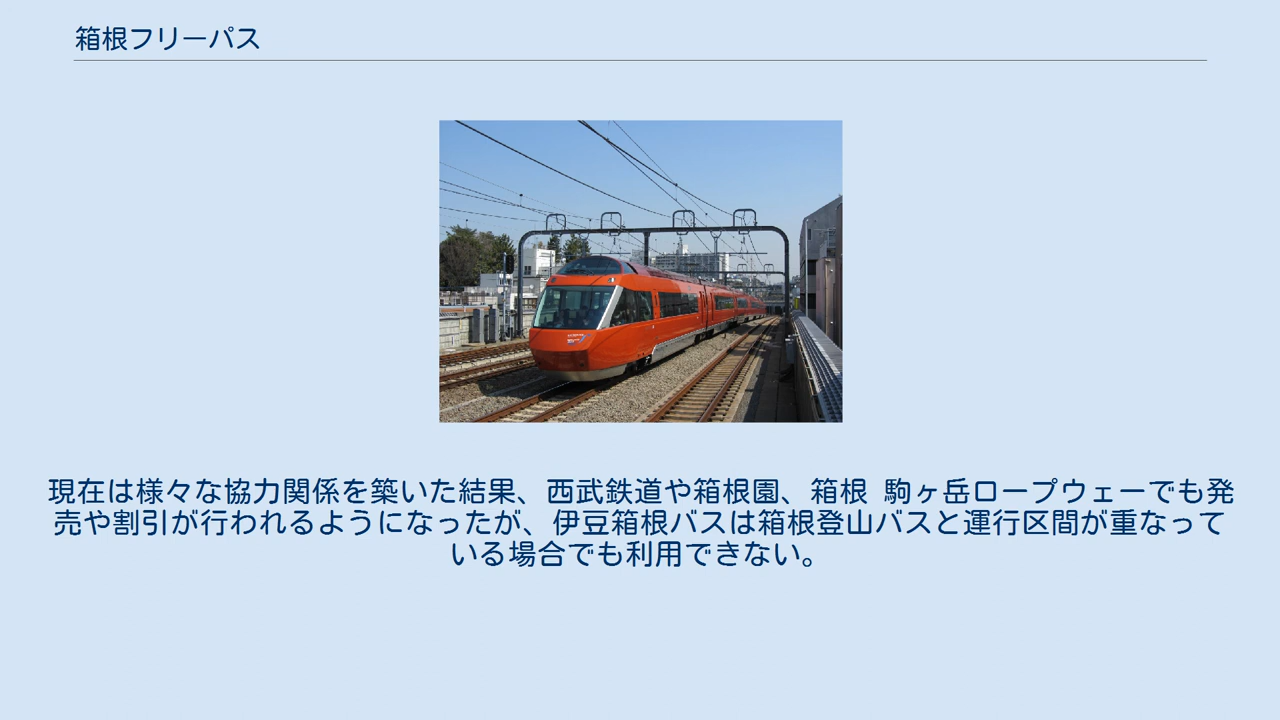 箱根フリーパス
現在は様々な協力関係を築いた結果、西武鉄道や箱根園、箱根 駒ヶ岳ロープウェーでも発
売や割引が行われるようになったが、伊豆箱根バスは箱根登山バスと運行区間が重なって
いる場合でも利用できない。